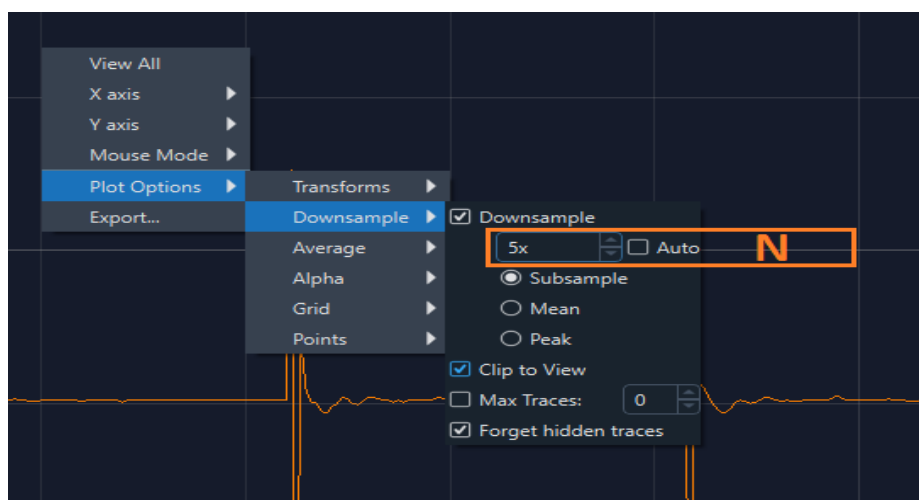 View All
X axis
Y axis
Mouse Mode
Plot Options
Export...
Transforms
Downsample
Average
Alpha
Grid
Points
Downsample
5x Auto N
Subsample
Mean
Peak
Clip to View
Max Traces: 0
Forget hidden traces